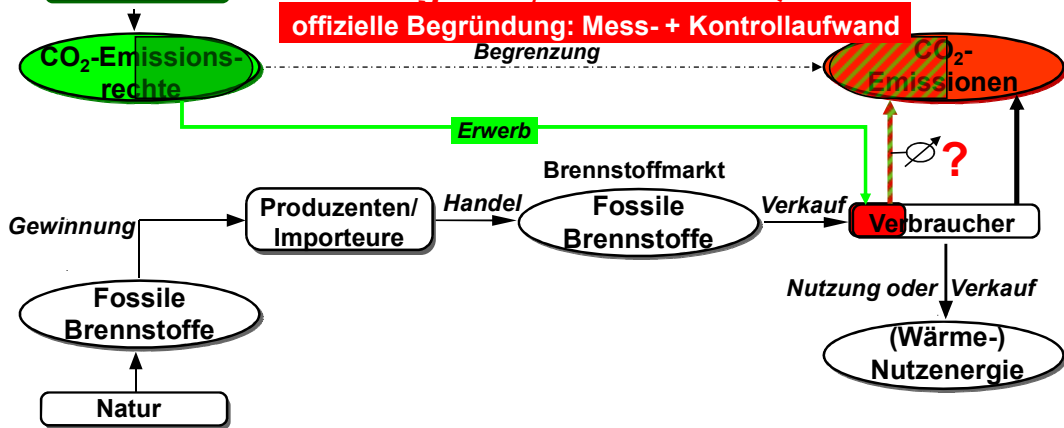 offizielle Begründung: Mess- + Kontrollaufwand
CO₂-Emissions-
rechte
Begrenzung
CO₂-
Emissionen
Erwerb
?
Brennstoffmarkt
Gewinnung
Produzenten/
Importeure
Handel
Fossile
Brennstoffe
Verkauf
Verbraucher
Fossile
Brennstoffe
Nutzung oder Verkauf
(Wärme-)
Nutzenergie
Natur